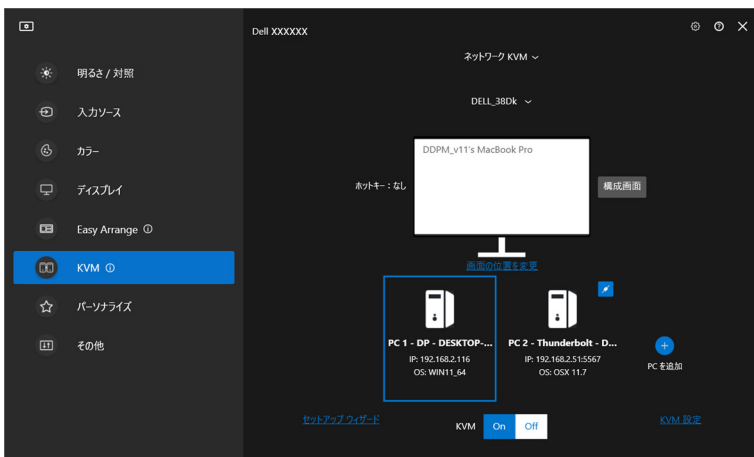 Dell XXXXXX
ネットワーク KVM
明るさ / 対照
DELL_38Dk
入力ソース
カラー
DDPM_v11's MacBook Pro
ホットキー：なし
構成画面
ディスプレイ
Easy Arrange
画面の位置を変更
KVM
パーソナライズ
その他
PC 1 - DP - DESKTOP-...
IP: 192.168.2.116
OS: WIN11_64
PC 2 - Thunderbolt - D...
IP: 192.168.2.51:5567
OS: OSX 11.7
PC を追加
セットアップ ウィザード
KVM On Off
KVM 設定